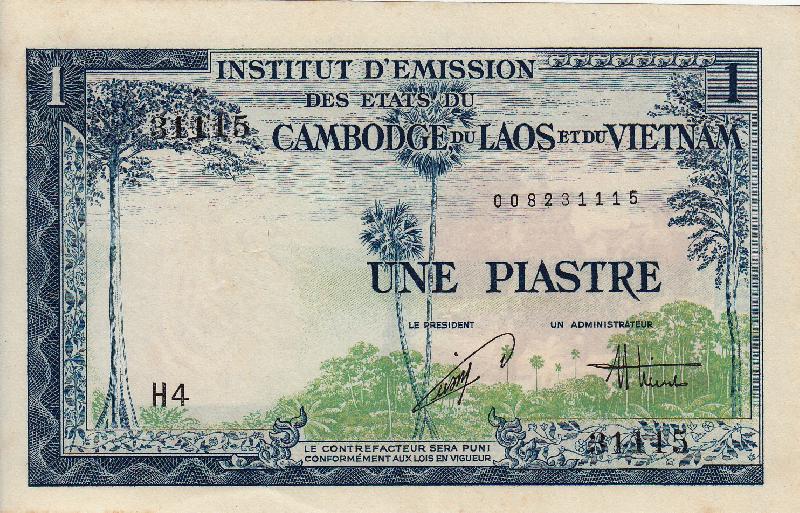 1
INSTITUT D'EMISSION
1
DES ETATS DU
31115
CAMBODGE DU LAOS ET DU VIETNAM
008231115
UNE PIASTRE
LE PRESIDENT
UN ADMINISTRATEUR
H4
31115
LE CONTREFACTEUR SERA PUNI
CONFORMÉMENT AUX LOIS EN VIGUEUR